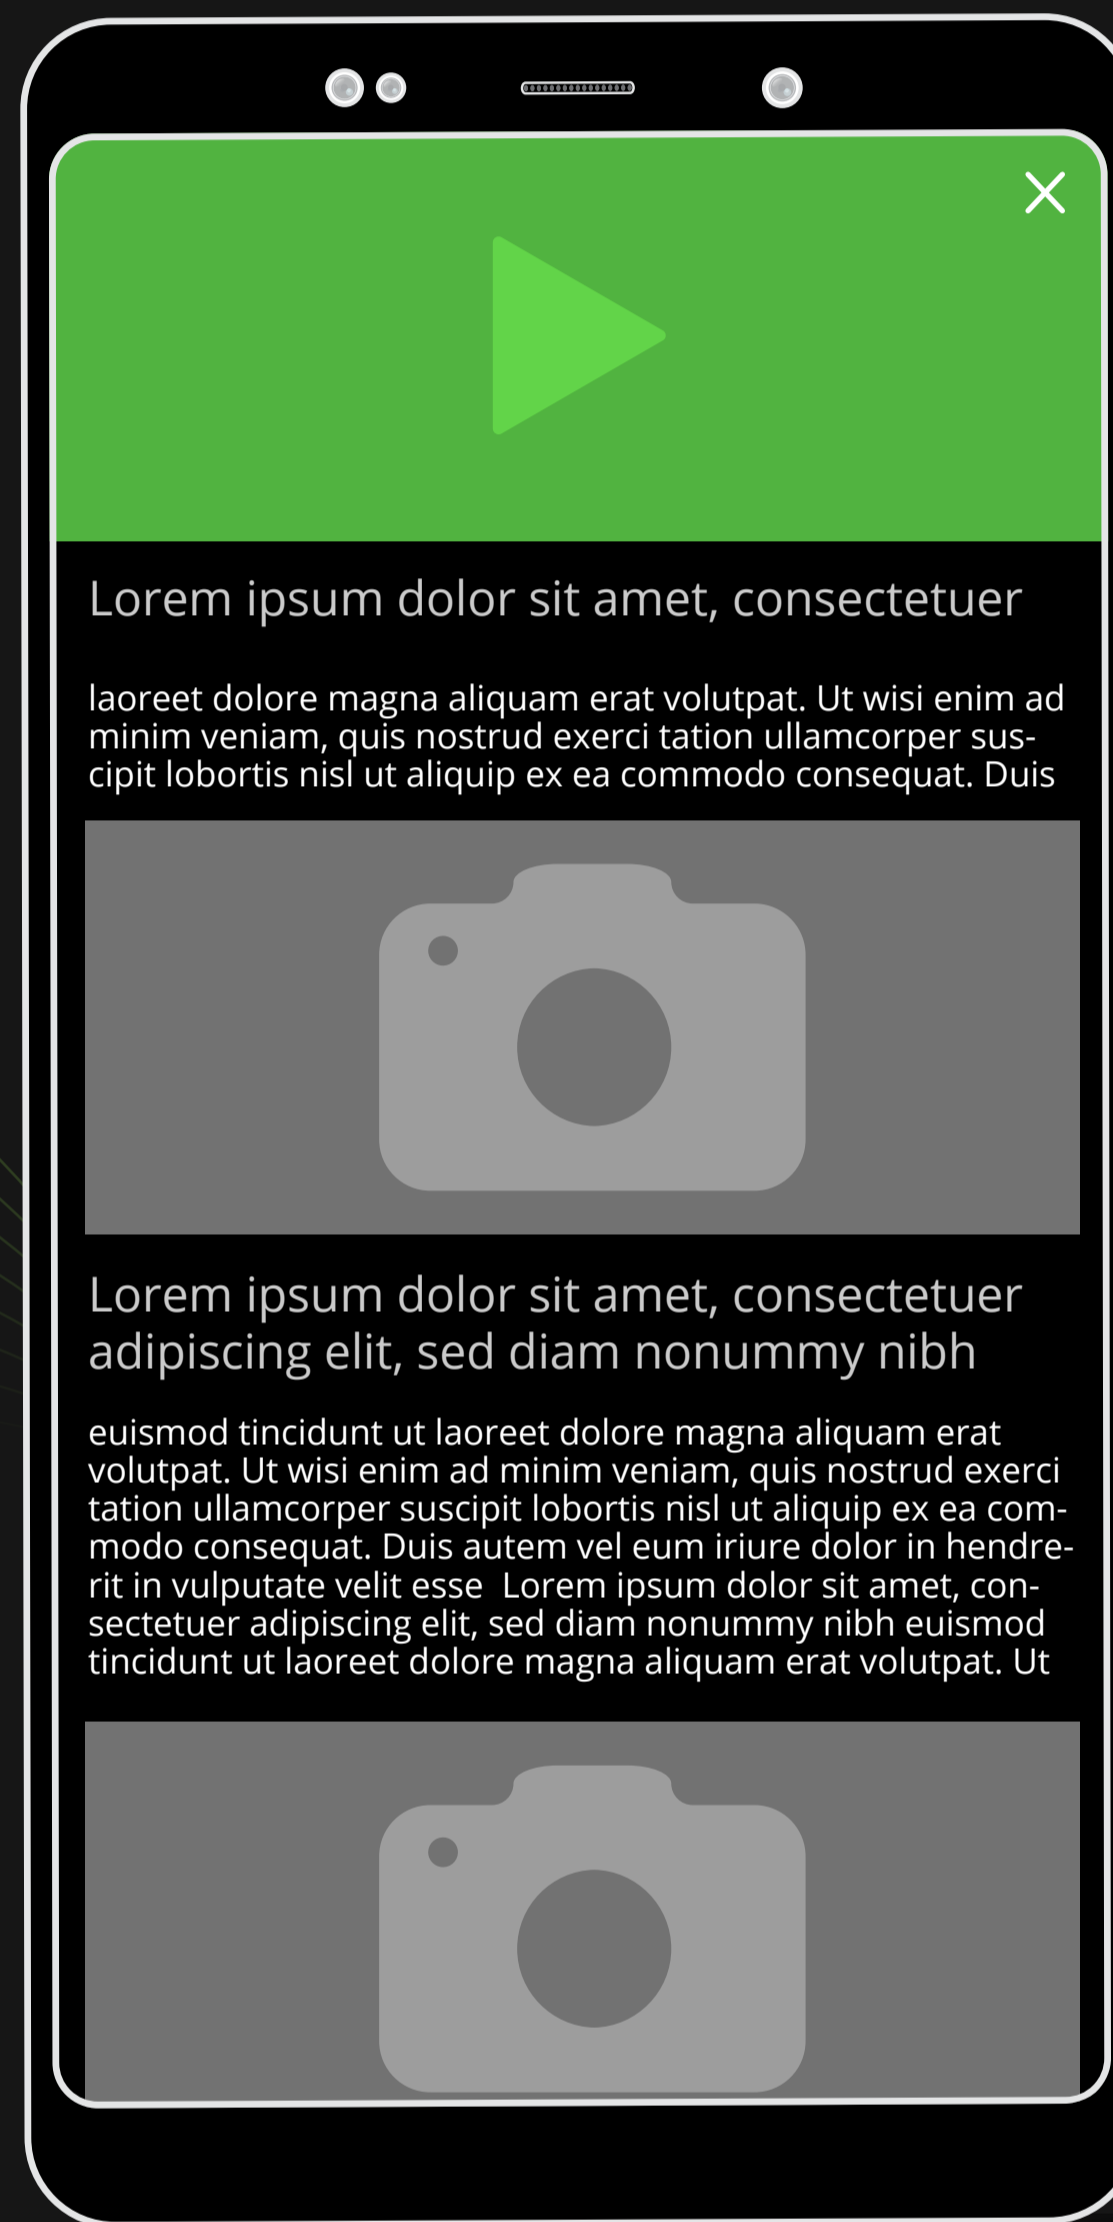 Lorem ipsum dolor sit amet, consectetuer
laoreet dolore magna aliquam erat volutpat. Ut wisi enim ad
minim veniam, quis nostrud exerci tation ullamcorper sus-
cipit lobortis nisl ut aliquip ex ea commodo consequat. Duis
Lorem ipsum dolor sit amet, consectetuer
adipiscing elit, sed diam nonummy nibh
euismod tincidunt ut laoreet dolore magna aliquam erat
volutpat. Ut wisi enim ad minim veniam, quis nostrud exerci
tation ullamcorper suscipit lobortis nisl ut aliquip ex ea com-
modo consequat. Duis autem vel eum iriure dolor in hendre-
rit in vulputate velit esse  Lorem ipsum dolor sit amet, con-
sectetuer adipiscing elit, sed diam nonummy nibh euismod
tincidunt ut laoreet dolore magna aliquam erat volutpat. Ut